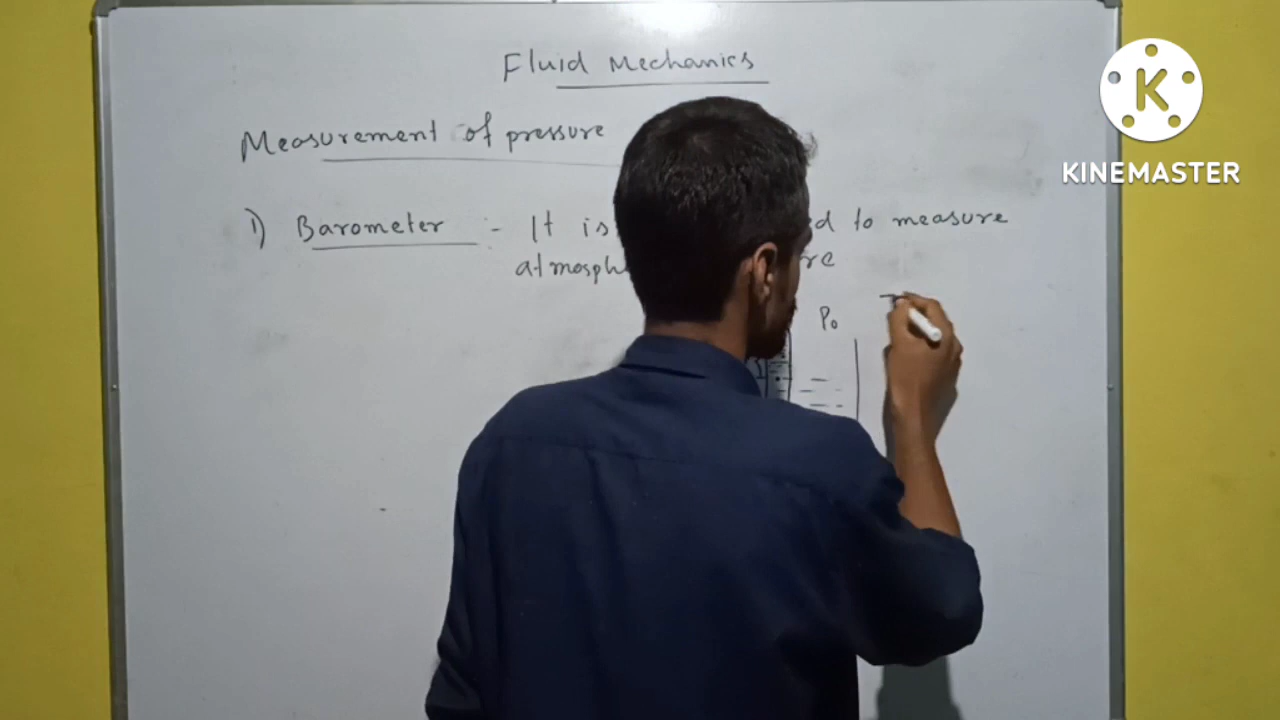 Fluid Mechanics
Measurement of pressure
1) Barometer :- It is to measure
atmosph re
P₀
K
KINEMASTER